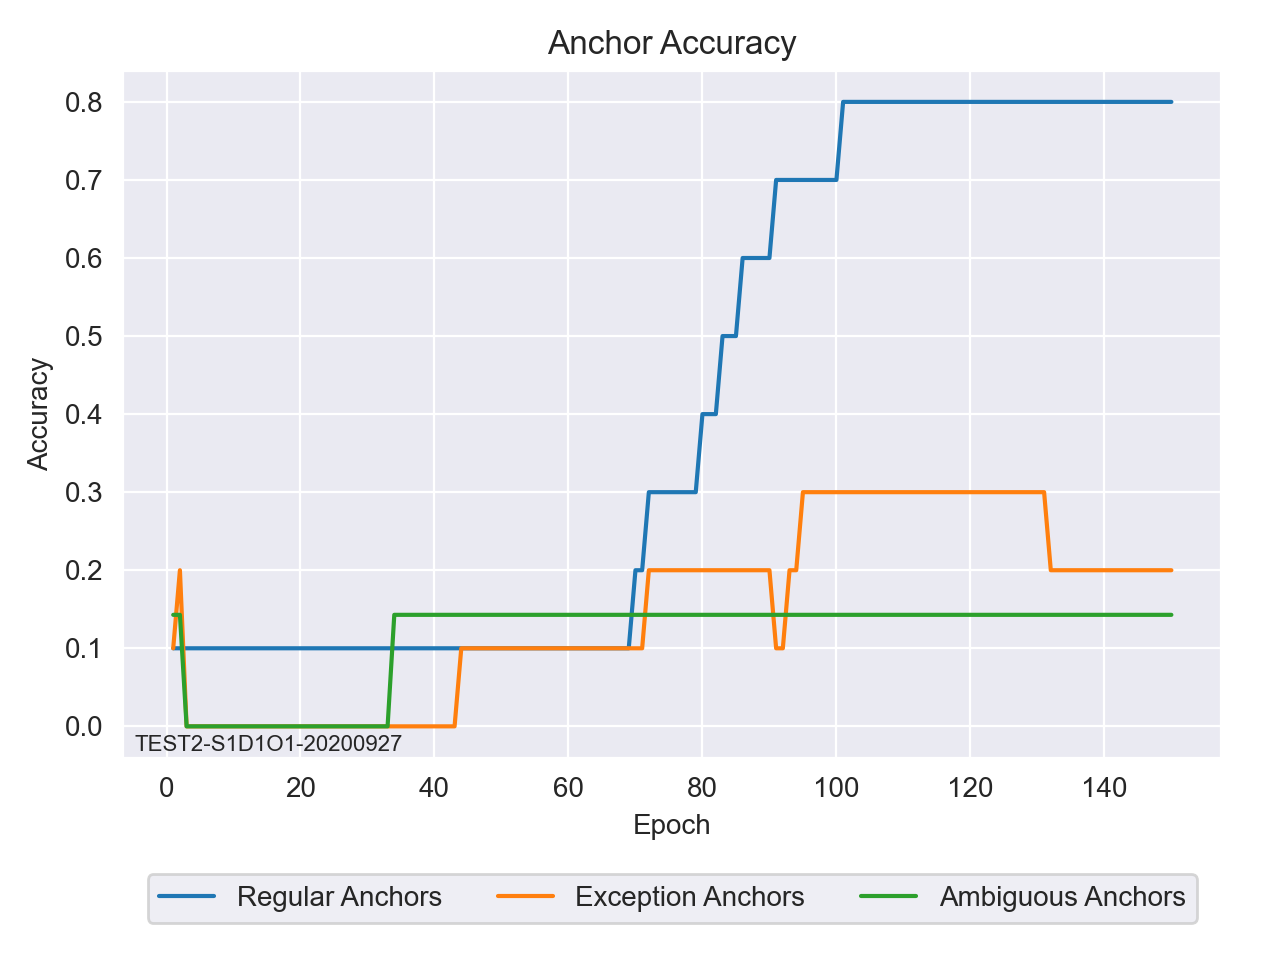 Anchor Accuracy
0.8
0.7
0.6
0.5
0.4
0.3
0.2
0.1
0.0
Accuracy
TEST2-S1D1O1-20200927
0 20 40 60 80 100 120 140
Epoch
Regular Anchors Exception Anchors Ambiguous Anchors